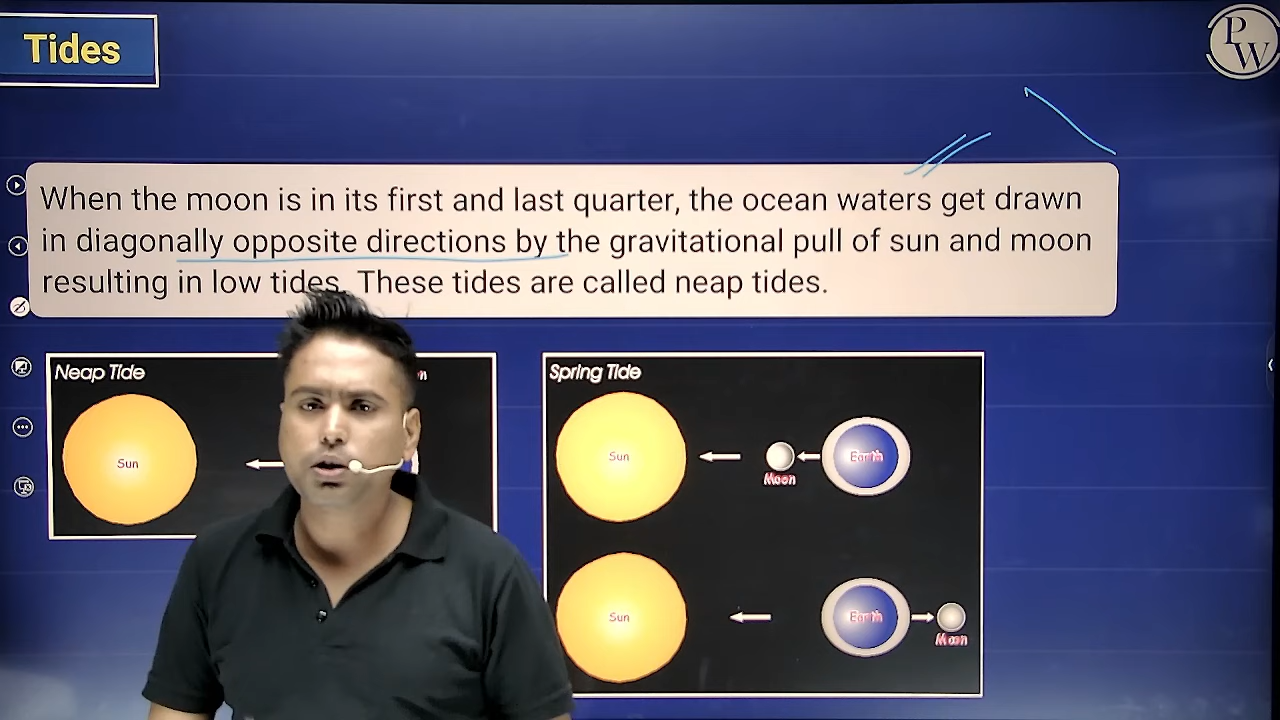 Tides
PW
When the moon is in its first and last quarter, the ocean waters get drawn
in diagonally opposite directions by the gravitational pull of sun and moon
resulting in low tides. These tides are called neap tides.
Neap Tide
Sun
Spring Tide
Sun
Moon
Earth
Sun
Earth
Moon